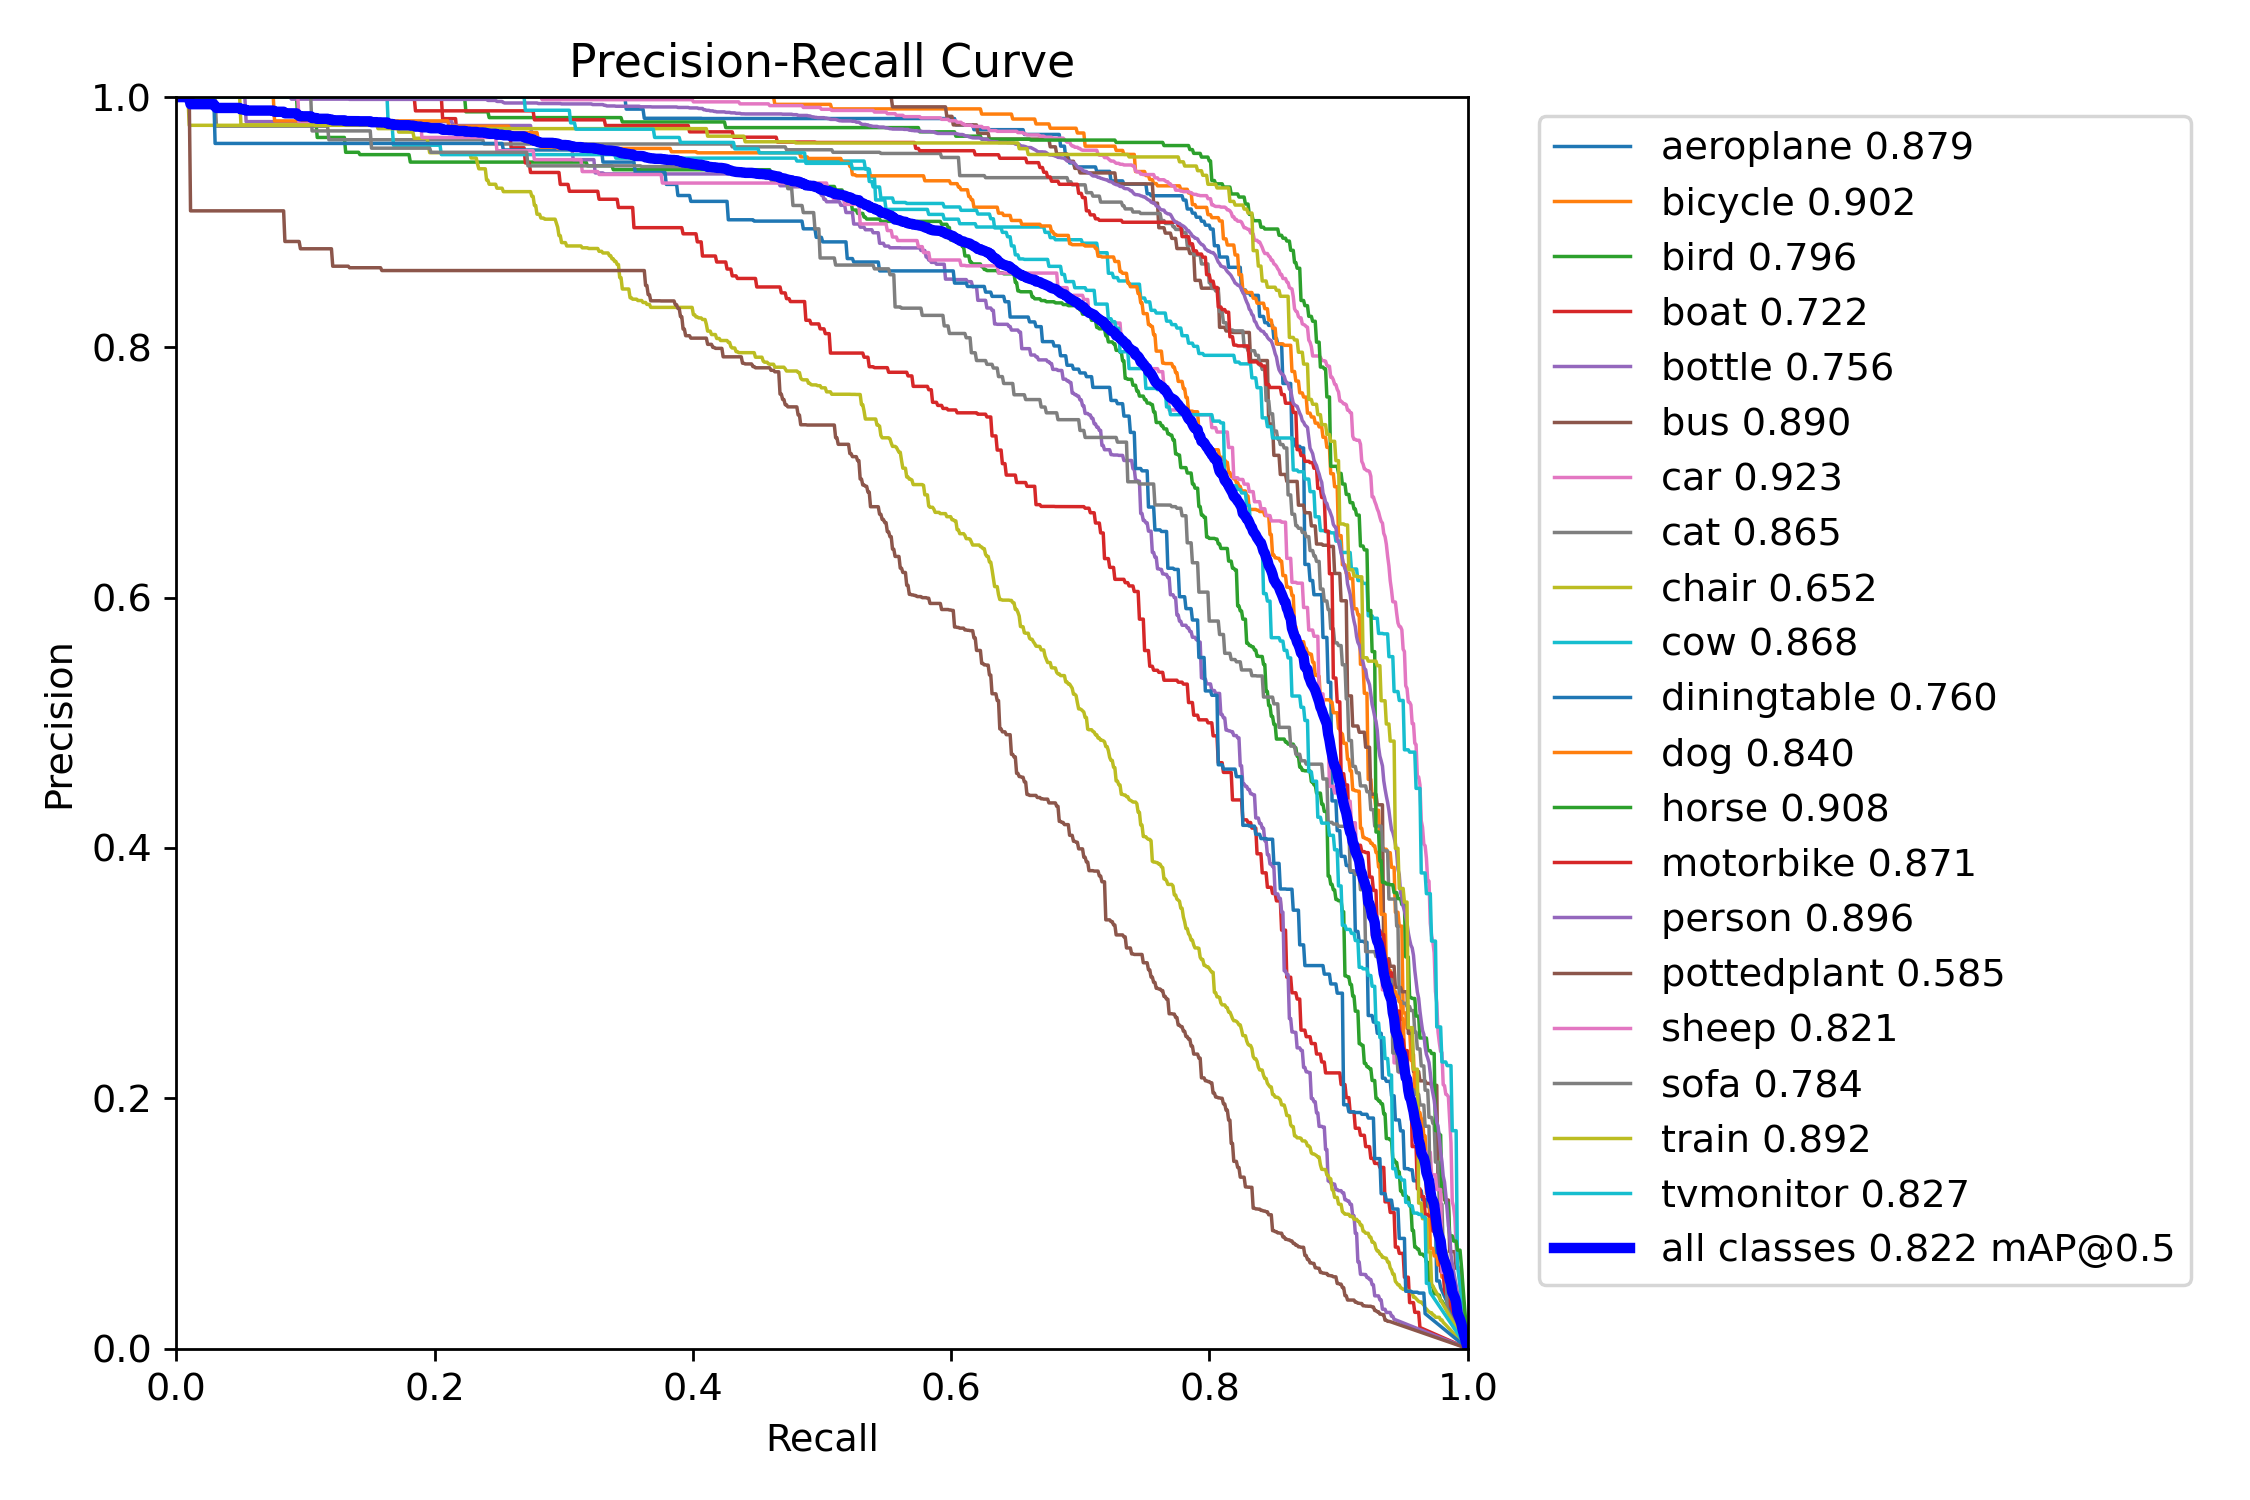 Precision-Recall Curve
1.0
0.8
0.6
0.4
0.2
0.0
Precision
0.0 0.2 0.4 0.6 0.8 1.0
Recall
aeroplane 0.879
bicycle 0.902
bird 0.796
boat 0.722
bottle 0.756
bus 0.890
car 0.923
cat 0.865
chair 0.652
cow 0.868
diningtable 0.760
dog 0.840
horse 0.908
motorbike 0.871
person 0.896
pottedplant 0.585
sheep 0.821
sofa 0.784
train 0.892
tvmonitor 0.827
all classes 0.822 mAP@0.5